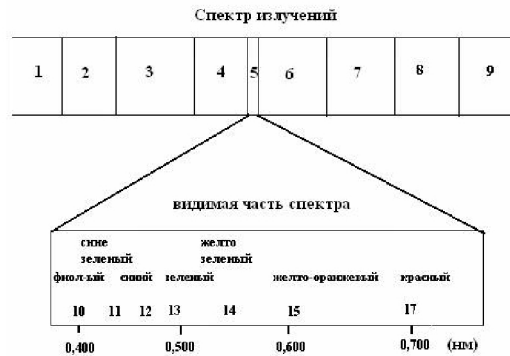 Спектр излучений
1 2 3 4 5 6 7 8 9
видимая часть спектра
сине зеленый
желто зеленый
фиол-ый синий зеленый желто-оранжевый красный
10 11 12 13 14 15 17
0,400 0,500 0,600 0,700 (нм)